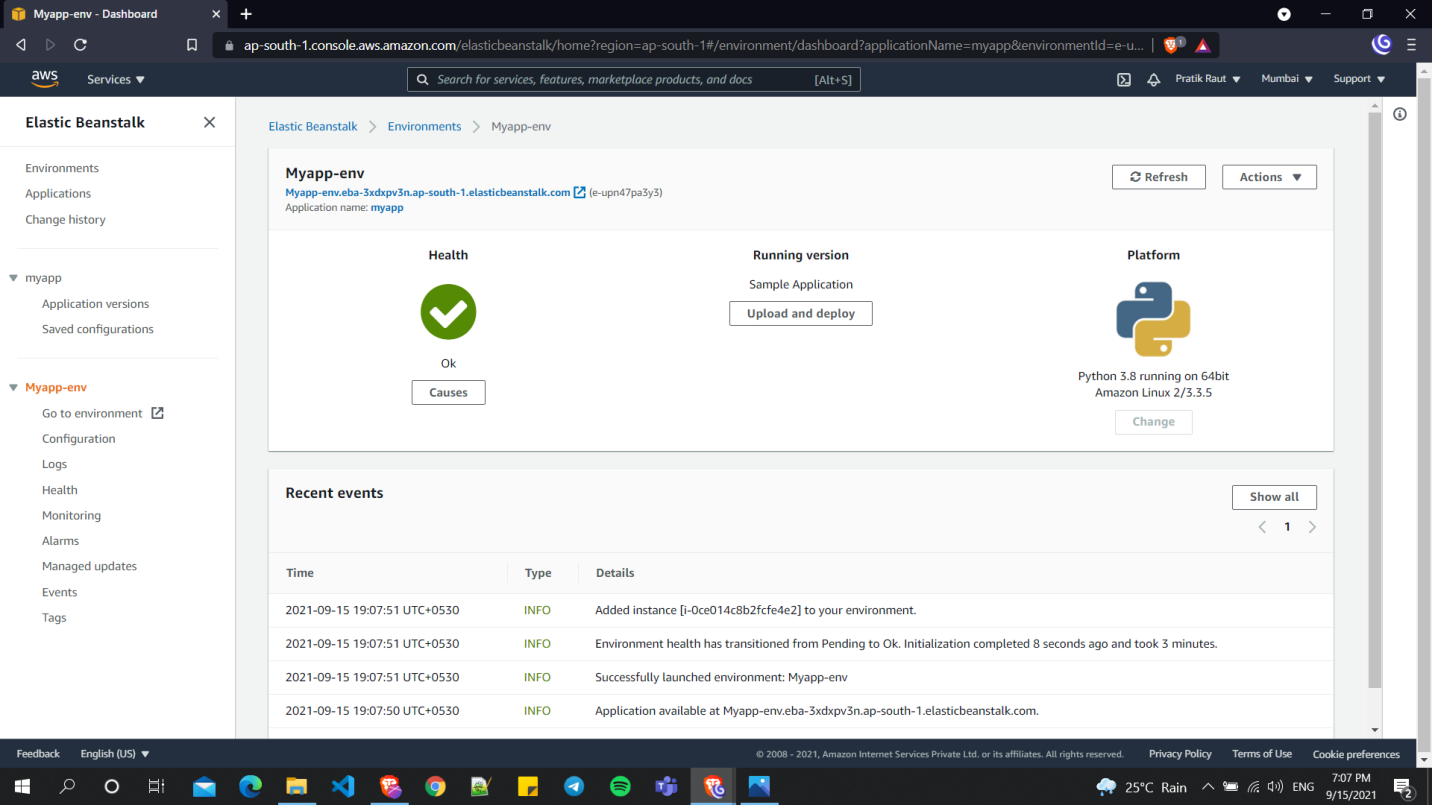 Myapp-env - Dashboard
ap-south-1.console.aws.amazon.com/elasticbeanstalk/home?region=ap-south-1#/environment/dashboard?applicationName=myapp&environmentId=e-u...
1
aws
Services
Search for services, features, marketplace products, and docs
[Alt+S]
Pratik Raut
Mumbai
Support
Elastic Beanstalk
Environments
Applications
Change history
myapp
Application versions
Saved configurations
Myapp-env
Go to environment
Configuration
Logs
Health
Monitoring
Alarms
Managed updates
Events
Tags
Elastic Beanstalk
Environments
Myapp-env
Myapp-env
Myapp-env.eba-3xdxpv3n.ap-south-1.elasticbeanstalk.com (e-upn47pa3y3)
Application name: myapp
Refresh
Actions
Health
Ok
Causes
Running version
Sample Application
Upload and deploy
Platform
Python 3.8 running on 64bit
Amazon Linux 2/3.3.5
Change
Recent events
Show all
1
Time Type Details
2021-09-15 19:07:51 UTC+0530 INFO Added instance [i-0ce014c8b2fcfe4e2] to your environment.
2021-09-15 19:07:51 UTC+0530 INFO Environment health has transitioned from Pending to Ok. Initialization completed 8 seconds ago and took 3 minutes.
2021-09-15 19:07:51 UTC+0530 INFO Successfully launched environment: Myapp-env
2021-09-15 19:07:50 UTC+0530 INFO Application available at Myapp-env.eba-3xdxpv3n.ap-south-1.elasticbeanstalk.com.
Feedback
English (US)
© 2008 - 2021, Amazon Internet Services Private Ltd. or its affiliates. All rights reserved.
Privacy Policy
Terms of Use
Cookie preferences
25°C Rain
ENG
7:07 PM
9/15/2021
2